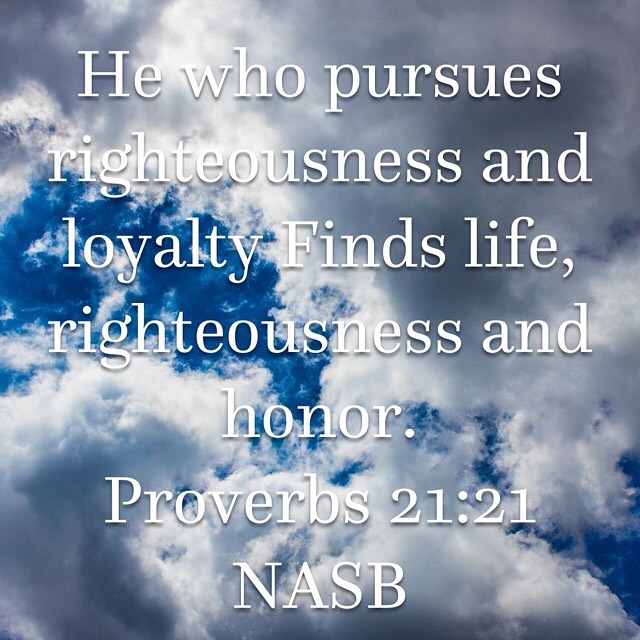 He who pursues
righteousness and
loyalty Finds life,
righteousness and
honor.
Proverbs 21:21
NASB